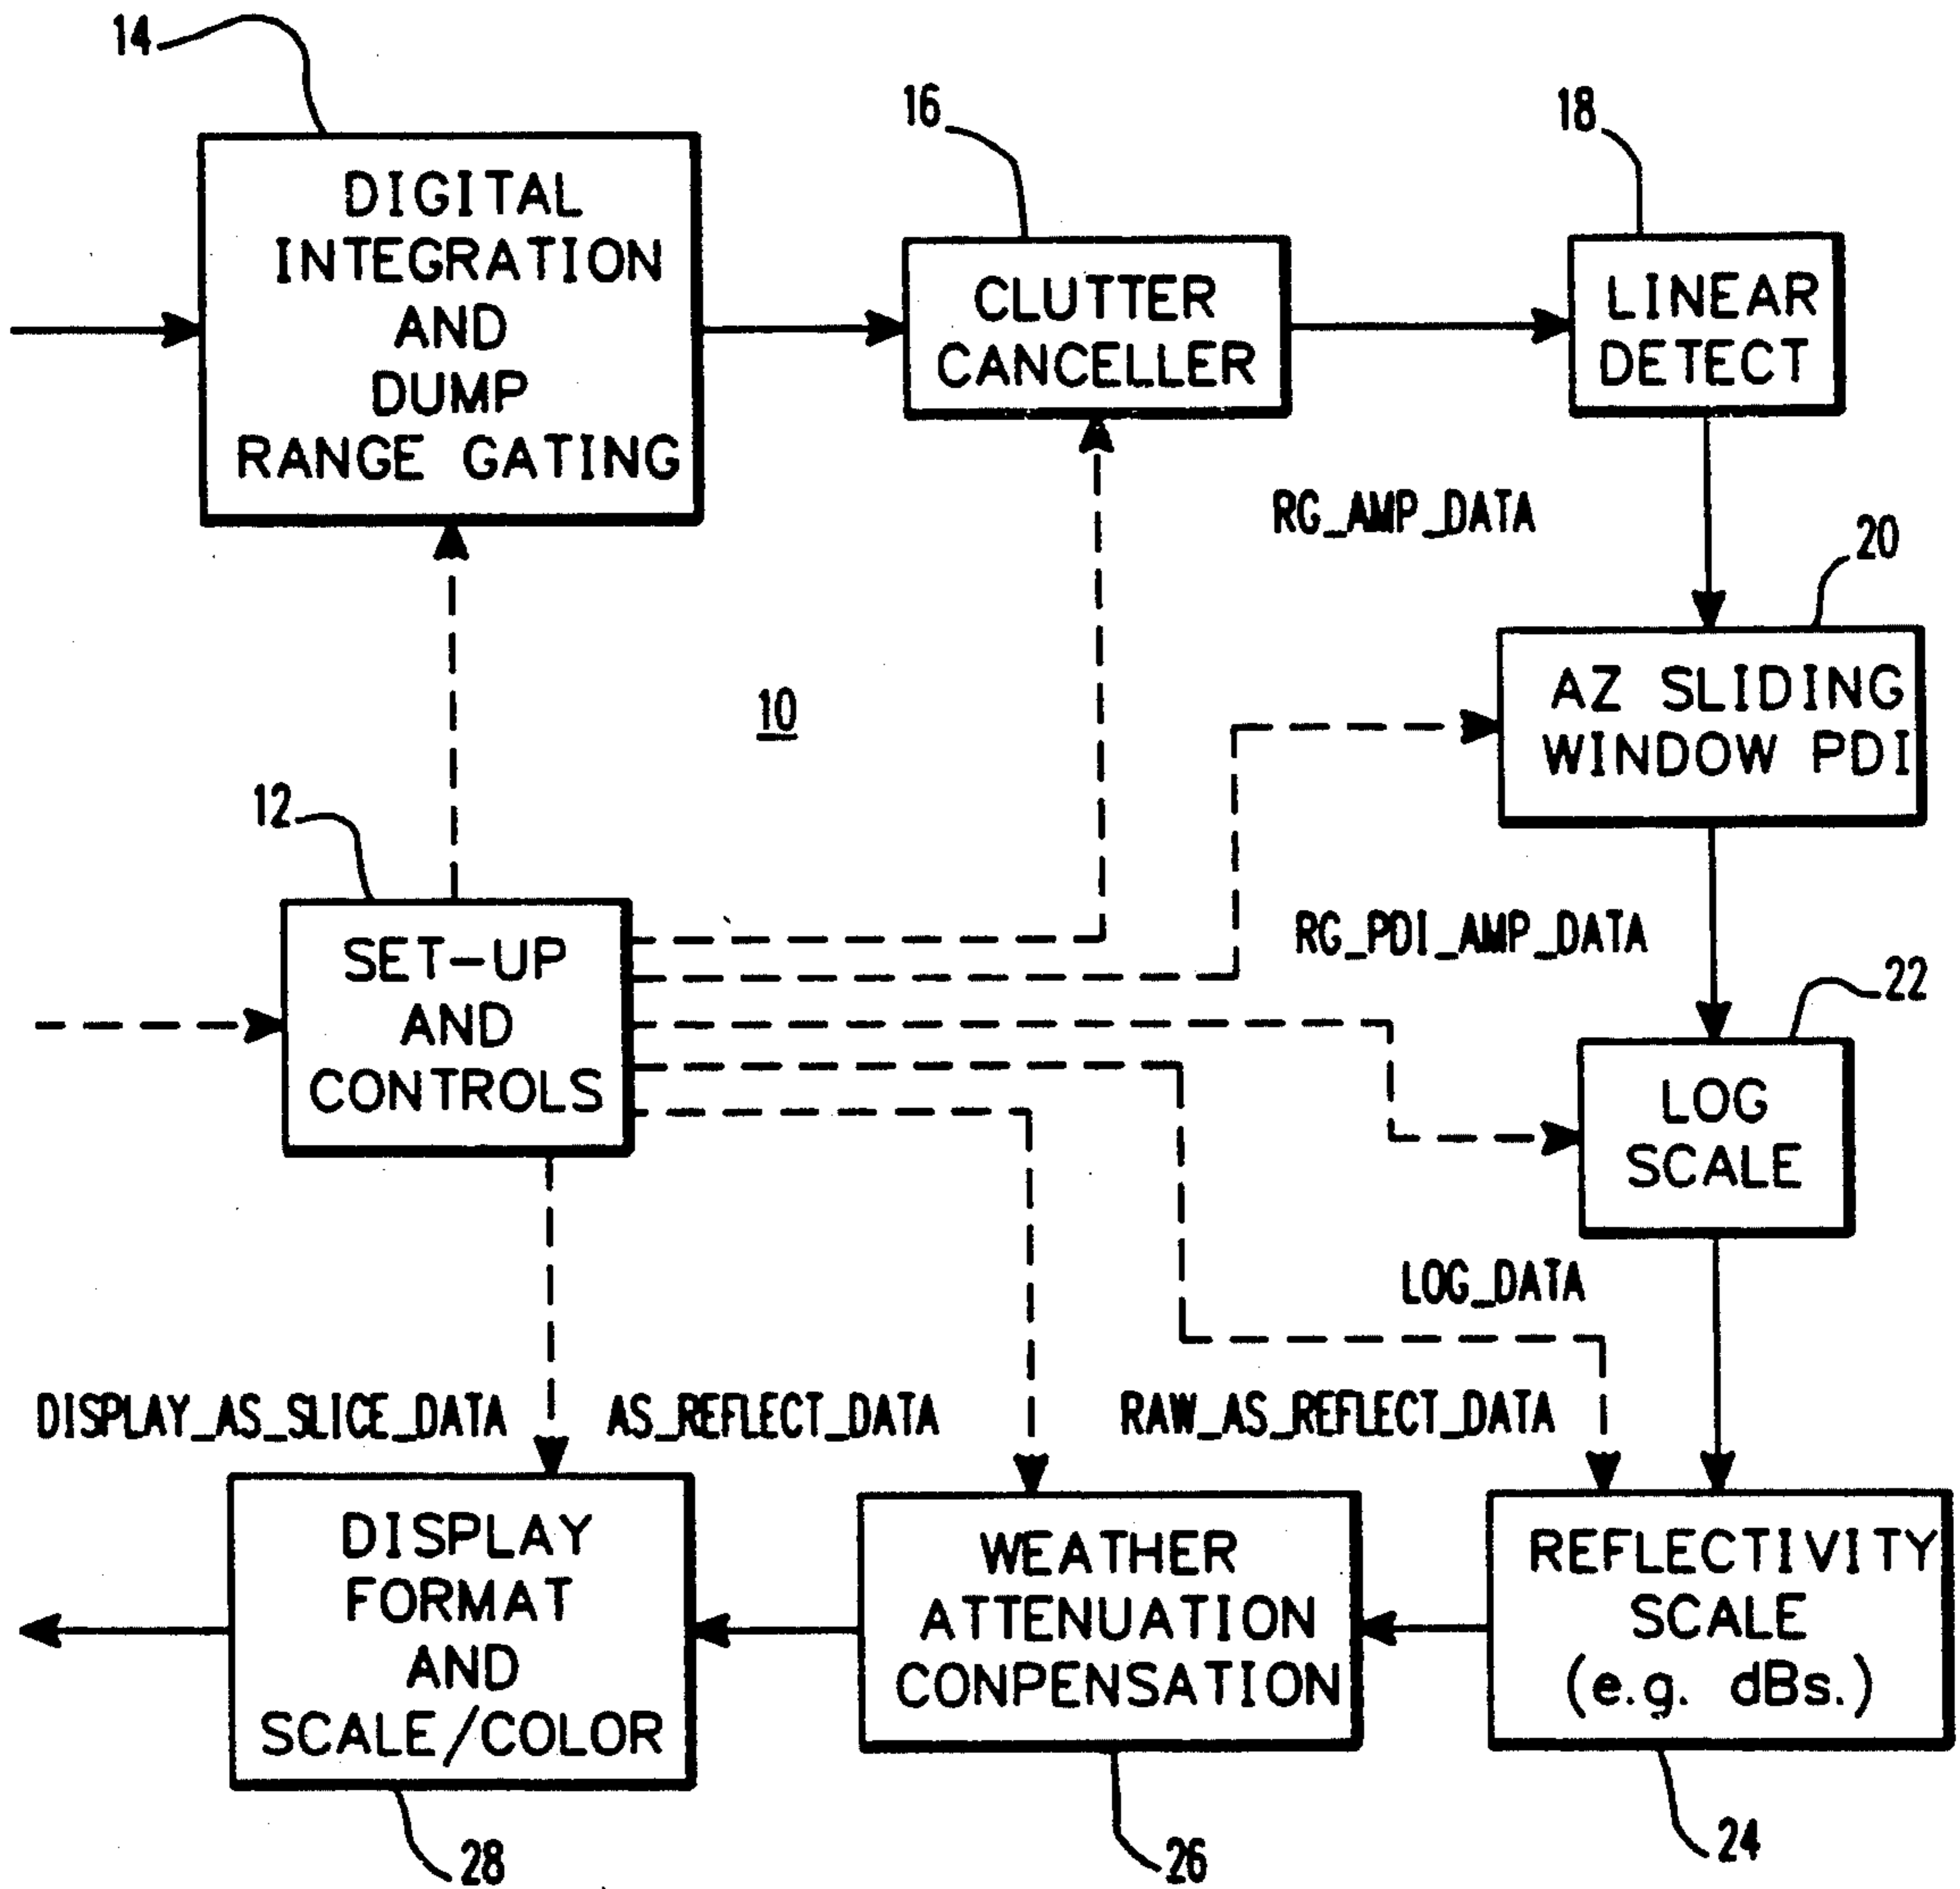 14
DIGITAL
INTEGRATION
AND
DUMP
RANGE GATING
16
CLUTTER
CANCELLER
18
LINEAR
DETECT
RG_AMP_DATA
20
AZ SLIDING
WINDOW PDI
10
12
SET-UP
AND
CONTROLS
RG_PDI_AMP_DATA
22
LOG
SCALE
LOG_DATA
DISPLAY_AS_SLICE_DATA
AS_REFLECT_DATA
RAW_AS_REFLECT_DATA
DISPLAY
FORMAT
AND
SCALE/COLOR
28
WEATHER
ATTENUATION
CONPENSATION
26
REFLECTIVITY
SCALE
(e.g. dBs.)
24